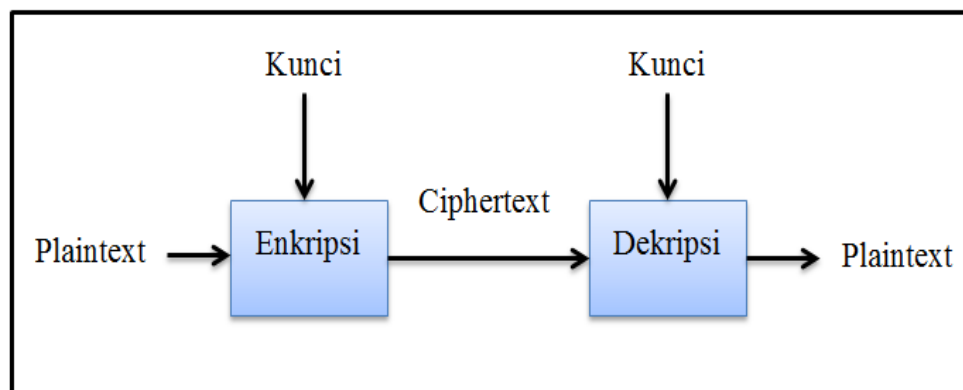 Kunci
Kunci
Ciphertext
Plaintext
Enkripsi
Dekripsi
Plaintext